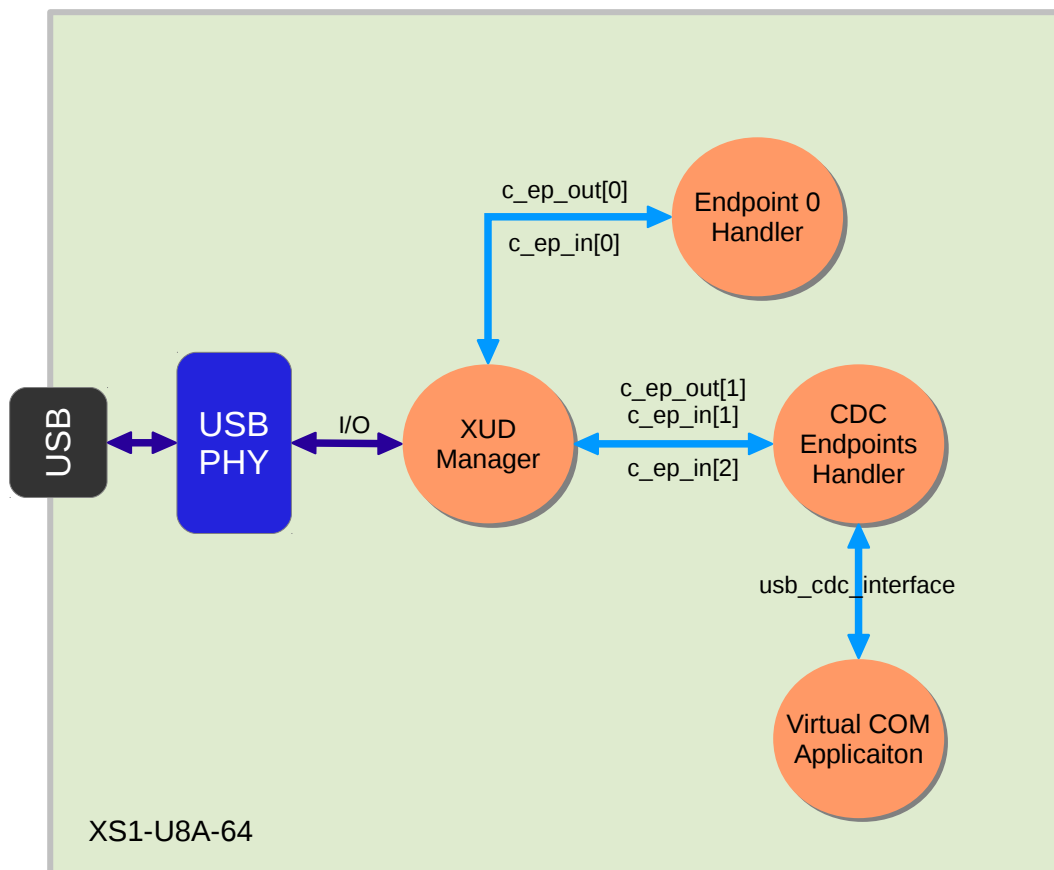 c_ep_out[0]
c_ep_in[0]
Endpoint 0
Handler
USB
USB
PHY
I/O
XUD
Manager
c_ep_out[1]
c_ep_in[1]
c_ep_in[2]
CDC
Endpoints
Handler
usb_cdc_interface
Virtual COM
Applicaiton
XS1-U8A-64